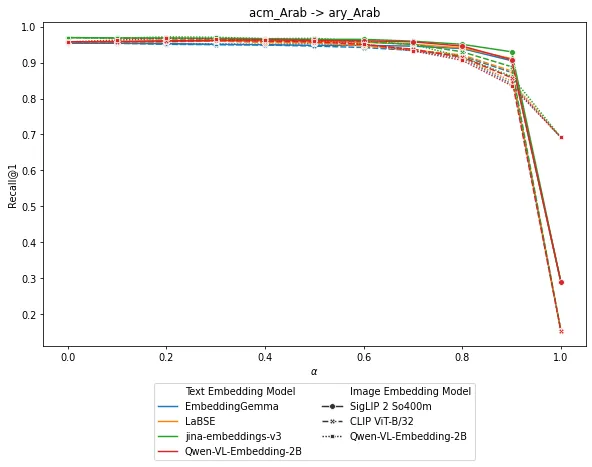 acm_Arab -> ary_Arab
Recall@1
1.0
0.9
0.8
0.7
0.6
0.5
0.4
0.3
0.2
0.0 0.2 0.4 0.6 0.8 1.0
α
Text Embedding Model Image Embedding Model
EmbeddingGemma SigLIP 2 So400m
LaBSE CLIP ViT-B/32
jina-embeddings-v3 Qwen-VL-Embedding-2B
Qwen-VL-Embedding-2B